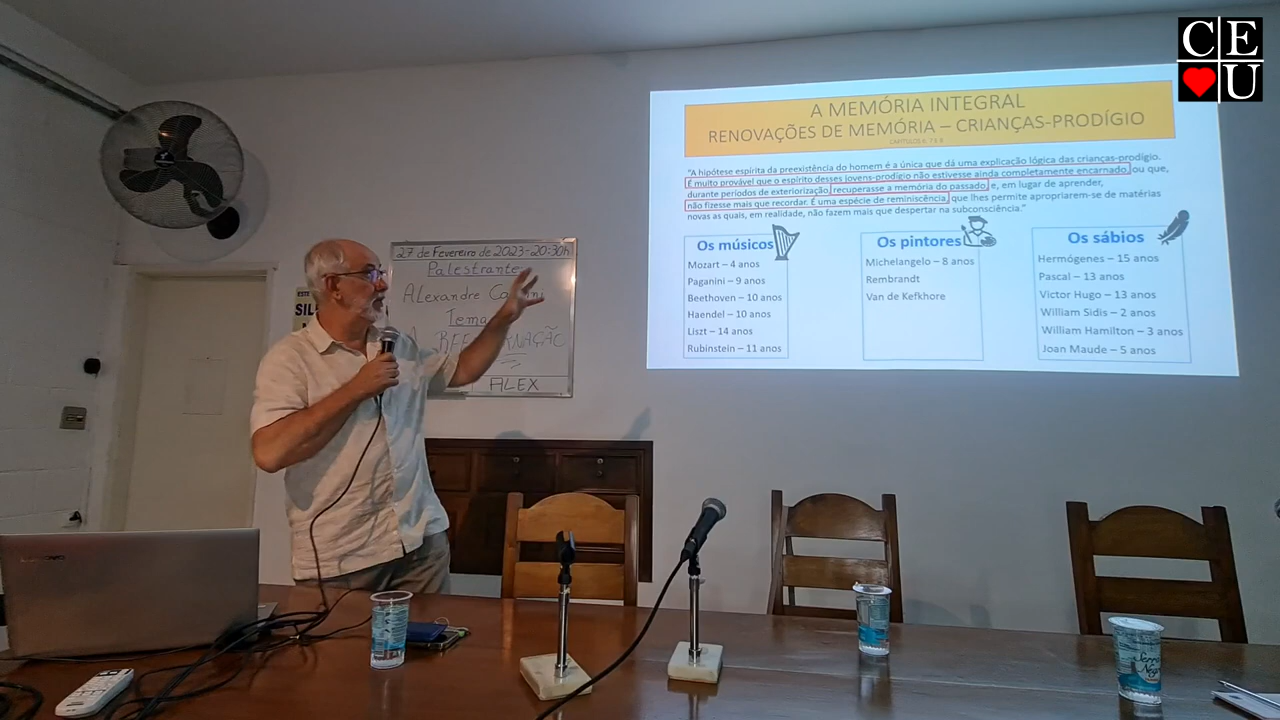 C E
U
A MEMÓRIA INTEGRAL
RENOVAÇÕES DE MEMÓRIA – CRIANÇAS-PRODÍGIO
"A hipótese espírita da preexistência do homem é a única que dá uma explicação lógica das crianças-prodígio.
É muito provável que o espírito desses jovens-prodígio não estivesse ainda completamente encarnado, ou que,
durante períodos de exteriorização, recuperasse a memória do passado, e, em lugar de aprender,
não fizesse mais que recordar. É uma espécie de reminiscência, que lhes permite apropriarem-se de matérias
novas as quais, em realidade, não fazem mais que despertar na subconsciência."
Os músicos
Mozart – 4 anos
Paganini – 9 anos
Beethoven – 10 anos
Haendel – 10 anos
Liszt – 14 anos
Rubinstein – 11 anos
Os pintores
Michelangelo – 8 anos
Rembrandt
Van de Kefkhore
Os sábios
Hermógenes – 15 anos
Pascal – 13 anos
Victor Hugo – 13 anos
William Sidis – 2 anos
William Hamilton – 3 anos
Joan Maude – 5 anos
27 de Fevereiro de 2023-20:30h
Palestrante
ALexandre
Tema
ALEX
SIL
Lenovo